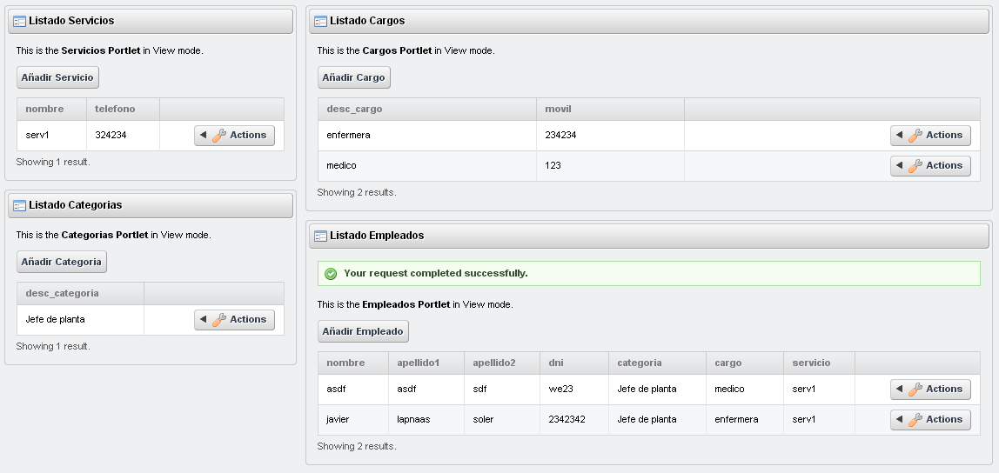 Listado Servicios
This is the Servicios Portlet in View mode.
Añadir Servicio
nombre telefono
serv1 324234 Actions
Showing 1 result.
Listado Categorias
This is the Categorias Portlet in View mode.
Añadir Categoria
desc_categoria
Jefe de planta Actions
Showing 1 result.
Listado Cargos
This is the Cargos Portlet in View mode.
Añadir Cargo
desc_cargo movil
enfermera 234234 Actions
medico 123 Actions
Showing 2 results.
Listado Empleados
Your request completed successfully.
This is the Empleados Portlet in View mode.
Añadir Empleado
nombre apellido1 apellido2 dni categoria cargo servicio
asdf asdf sdf we23 Jefe de planta medico serv1 Actions
javier lapnaas soler 2342342 Jefe de planta enfermera serv1 Actions
Showing 2 results.